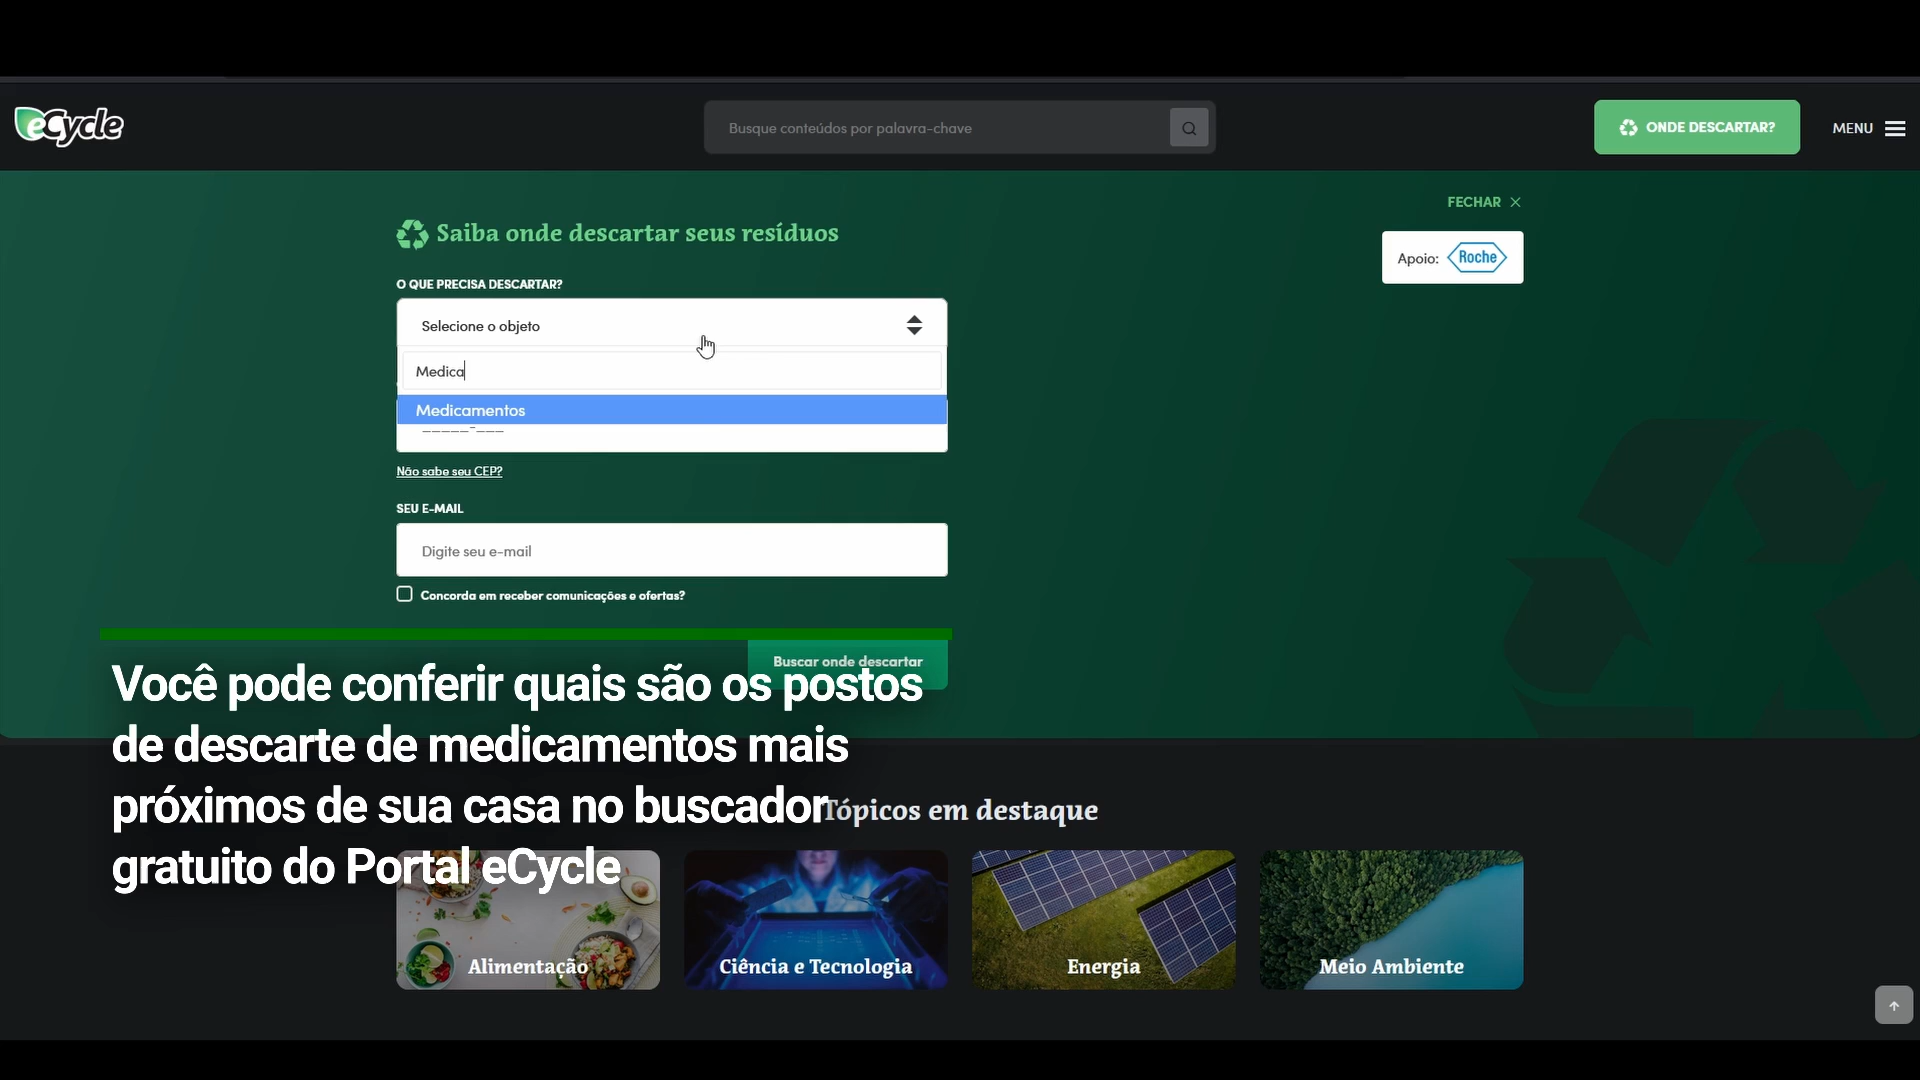 eCycle
Busque conteúdos por palavra-chave
ONDE DESCARTAR?
MENU
FECHAR
Saiba onde descartar seus resíduos
Apoio: Roche
O QUE PRECISA DESCARTAR?
Selecione o objeto
Medica
Medicamentos
_____-___
Não sabe seu CEP?
SEU E-MAIL
Digite seu e-mail
Concorda em receber comunicações e ofertas?
Buscar onde descartar
Você pode conferir quais são os postos
de descarte de medicamentos mais
próximos de sua casa no buscador
gratuito do Portal eCycle
Tópicos em destaque
Alimentação
Ciência e Tecnologia
Energia
Meio Ambiente